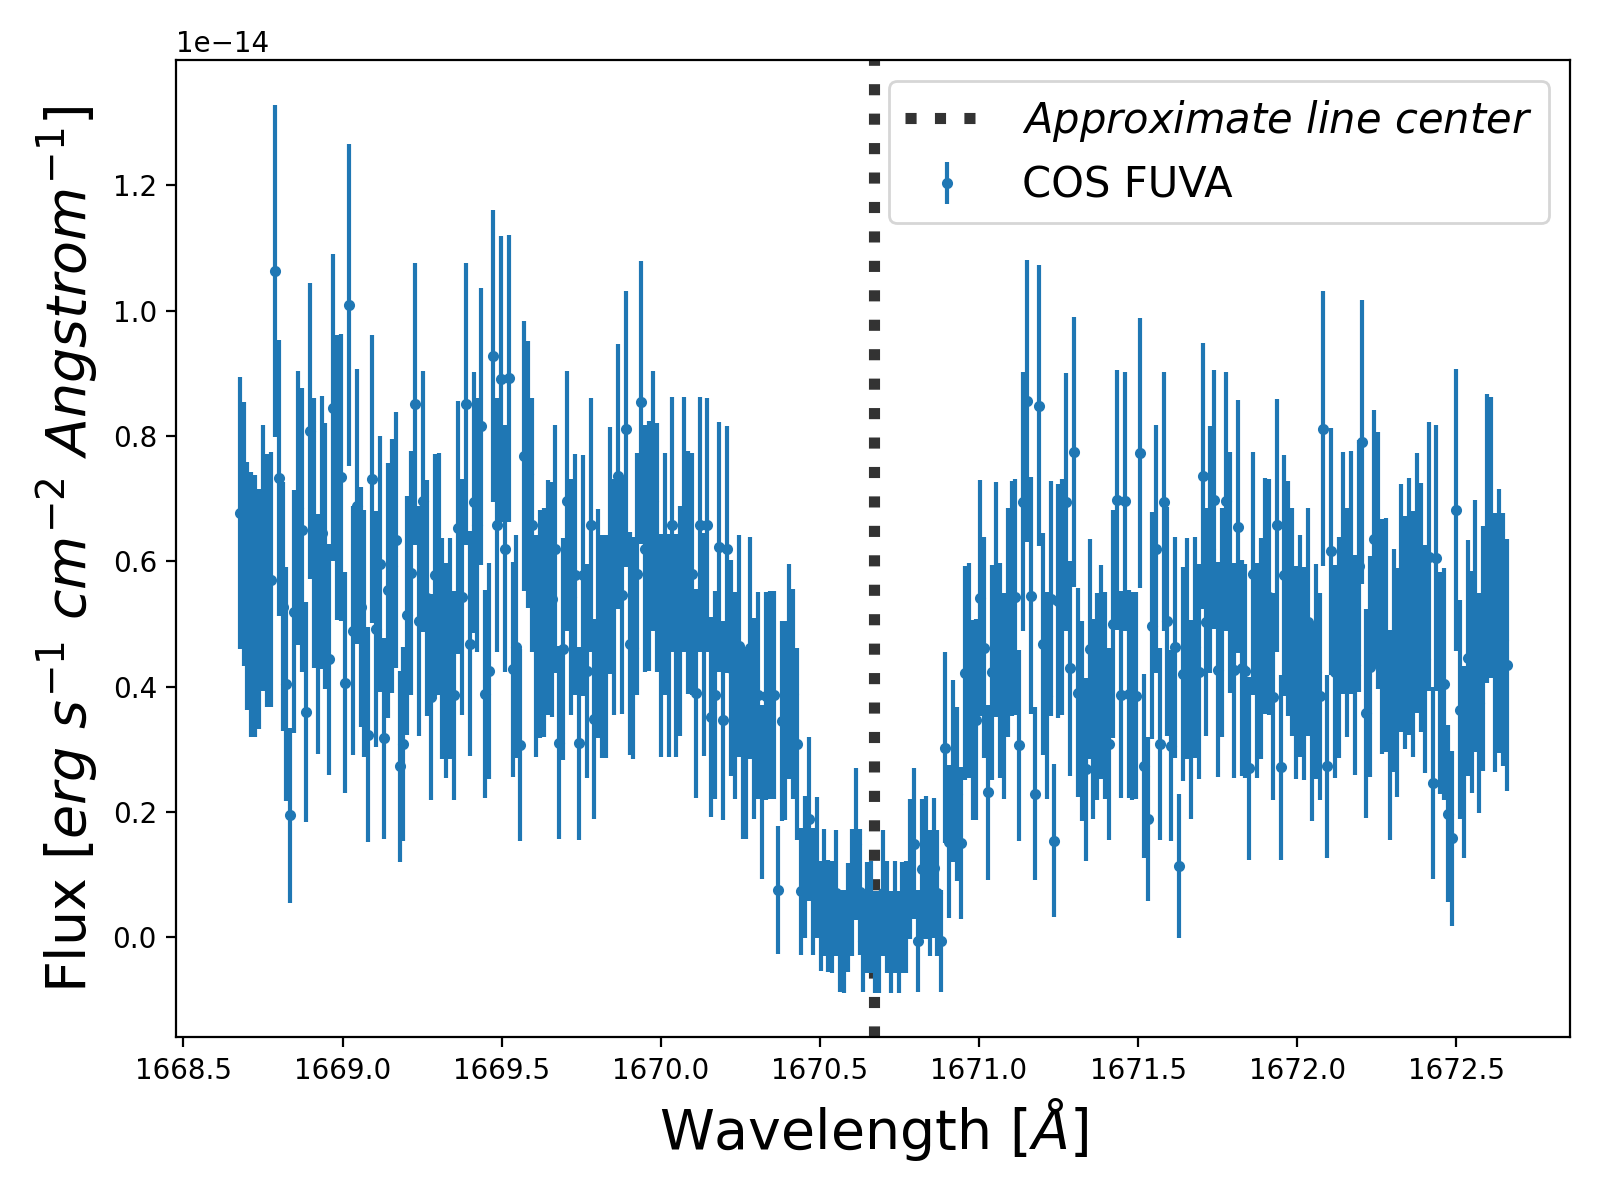 1e−14
Approximate line center
COS FUVA
1.2
1.0
0.8
0.6
0.4
0.2
0.0
Flux [erg s⁻¹ cm⁻² Angstrom⁻¹]
1668.5 1669.0 1669.5 1670.0 1670.5 1671.0 1671.5 1672.0 1672.5
Wavelength [Å]